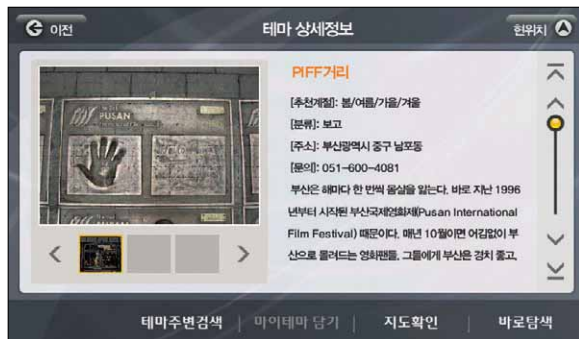 이전
테마 상세정보
현위치
PUSAN
PIFF거리
[추천계절]: 봄/여름/가을/겨울
[분류]: 보고
[주소]: 부산광역시 중구 남포동
[문의]: 051-600-4081
부산은 해마다 한 번씩 몸살을 앓는다. 바로 지난 1996
년부터 시작된 부산국제영화제(Pusan International
Film Festival) 때문이다. 매년 10월이면 어김없이 부
산으로 몰려드는 영화팬들. 그들에게 부산은 경치 좋고,
테마주변검색 | 마이테마 담기 | 지도확인 | 바로탐색